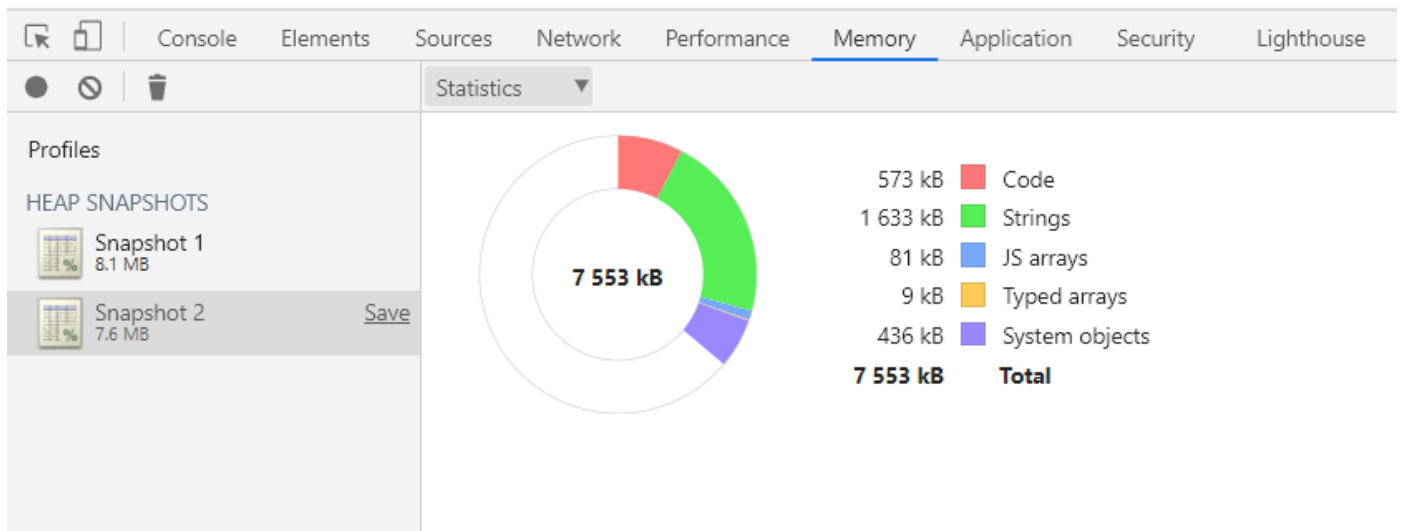 Console Elements Sources Network Performance Memory Application Security Lighthouse
Statistics
Profiles
HEAP SNAPSHOTS
Snapshot 1
8.1 MB
Snapshot 2 Save
7.6 MB
7 553 kB
573 kB Code
1 633 kB Strings
81 kB JS arrays
9 kB Typed arrays
436 kB System objects
7 553 kB Total